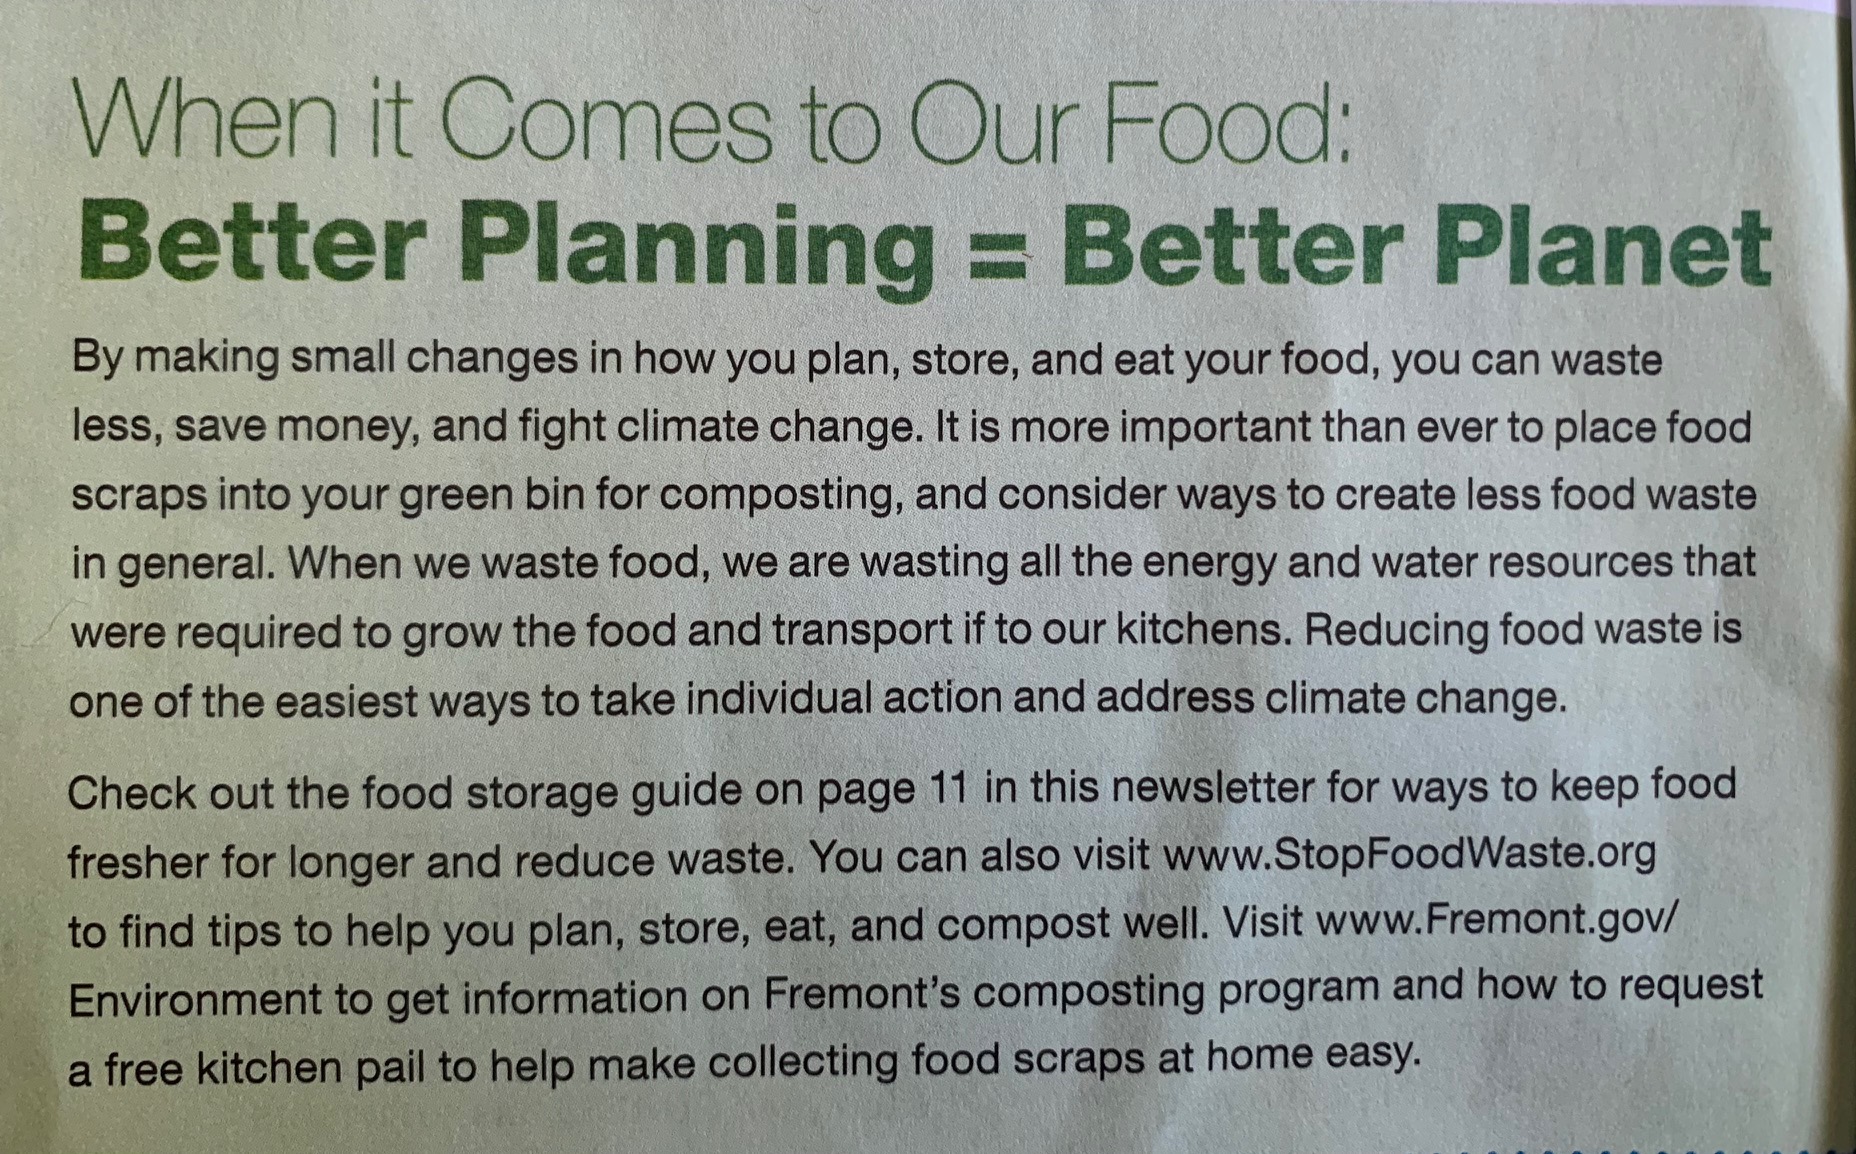 When it Comes to Our Food:
Better Planning = Better Planet
By making small changes in how you plan, store, and eat your food, you can waste
less, save money, and fight climate change. It is more important than ever to place food
scraps into your green bin for composting, and consider ways to create less food waste
in general. When we waste food, we are wasting all the energy and water resources that
were required to grow the food and transport if to our kitchens. Reducing food waste is
one of the easiest ways to take individual action and address climate change.
Check out the food storage guide on page 11 in this newsletter for ways to keep food
fresher for longer and reduce waste. You can also visit www.StopFoodWaste.org
to find tips to help you plan, store, eat, and compost well. Visit www.Fremont.gov/
Environment to get information on Fremont’s composting program and how to request
a free kitchen pail to help make collecting food scraps at home easy.